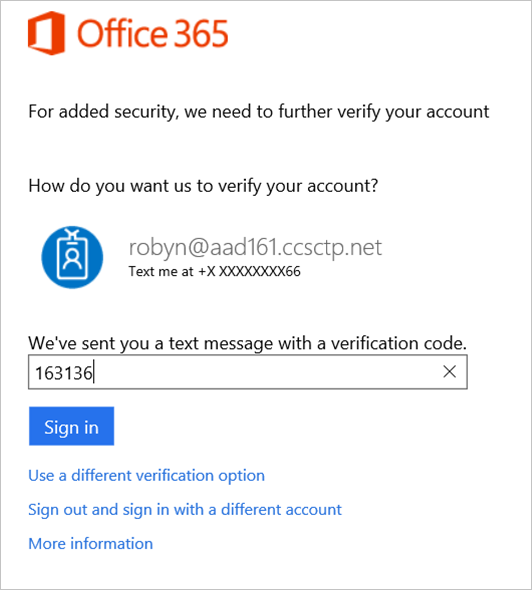 Office 365
For added security, we need to further verify your account
How do you want us to verify your account?
robyn@aad161.ccsctp.net
Text me at +X XXXXXXXX66
We've sent you a text message with a verification code.
163136
Sign in
Use a different verification option
Sign out and sign in with a different account
More information